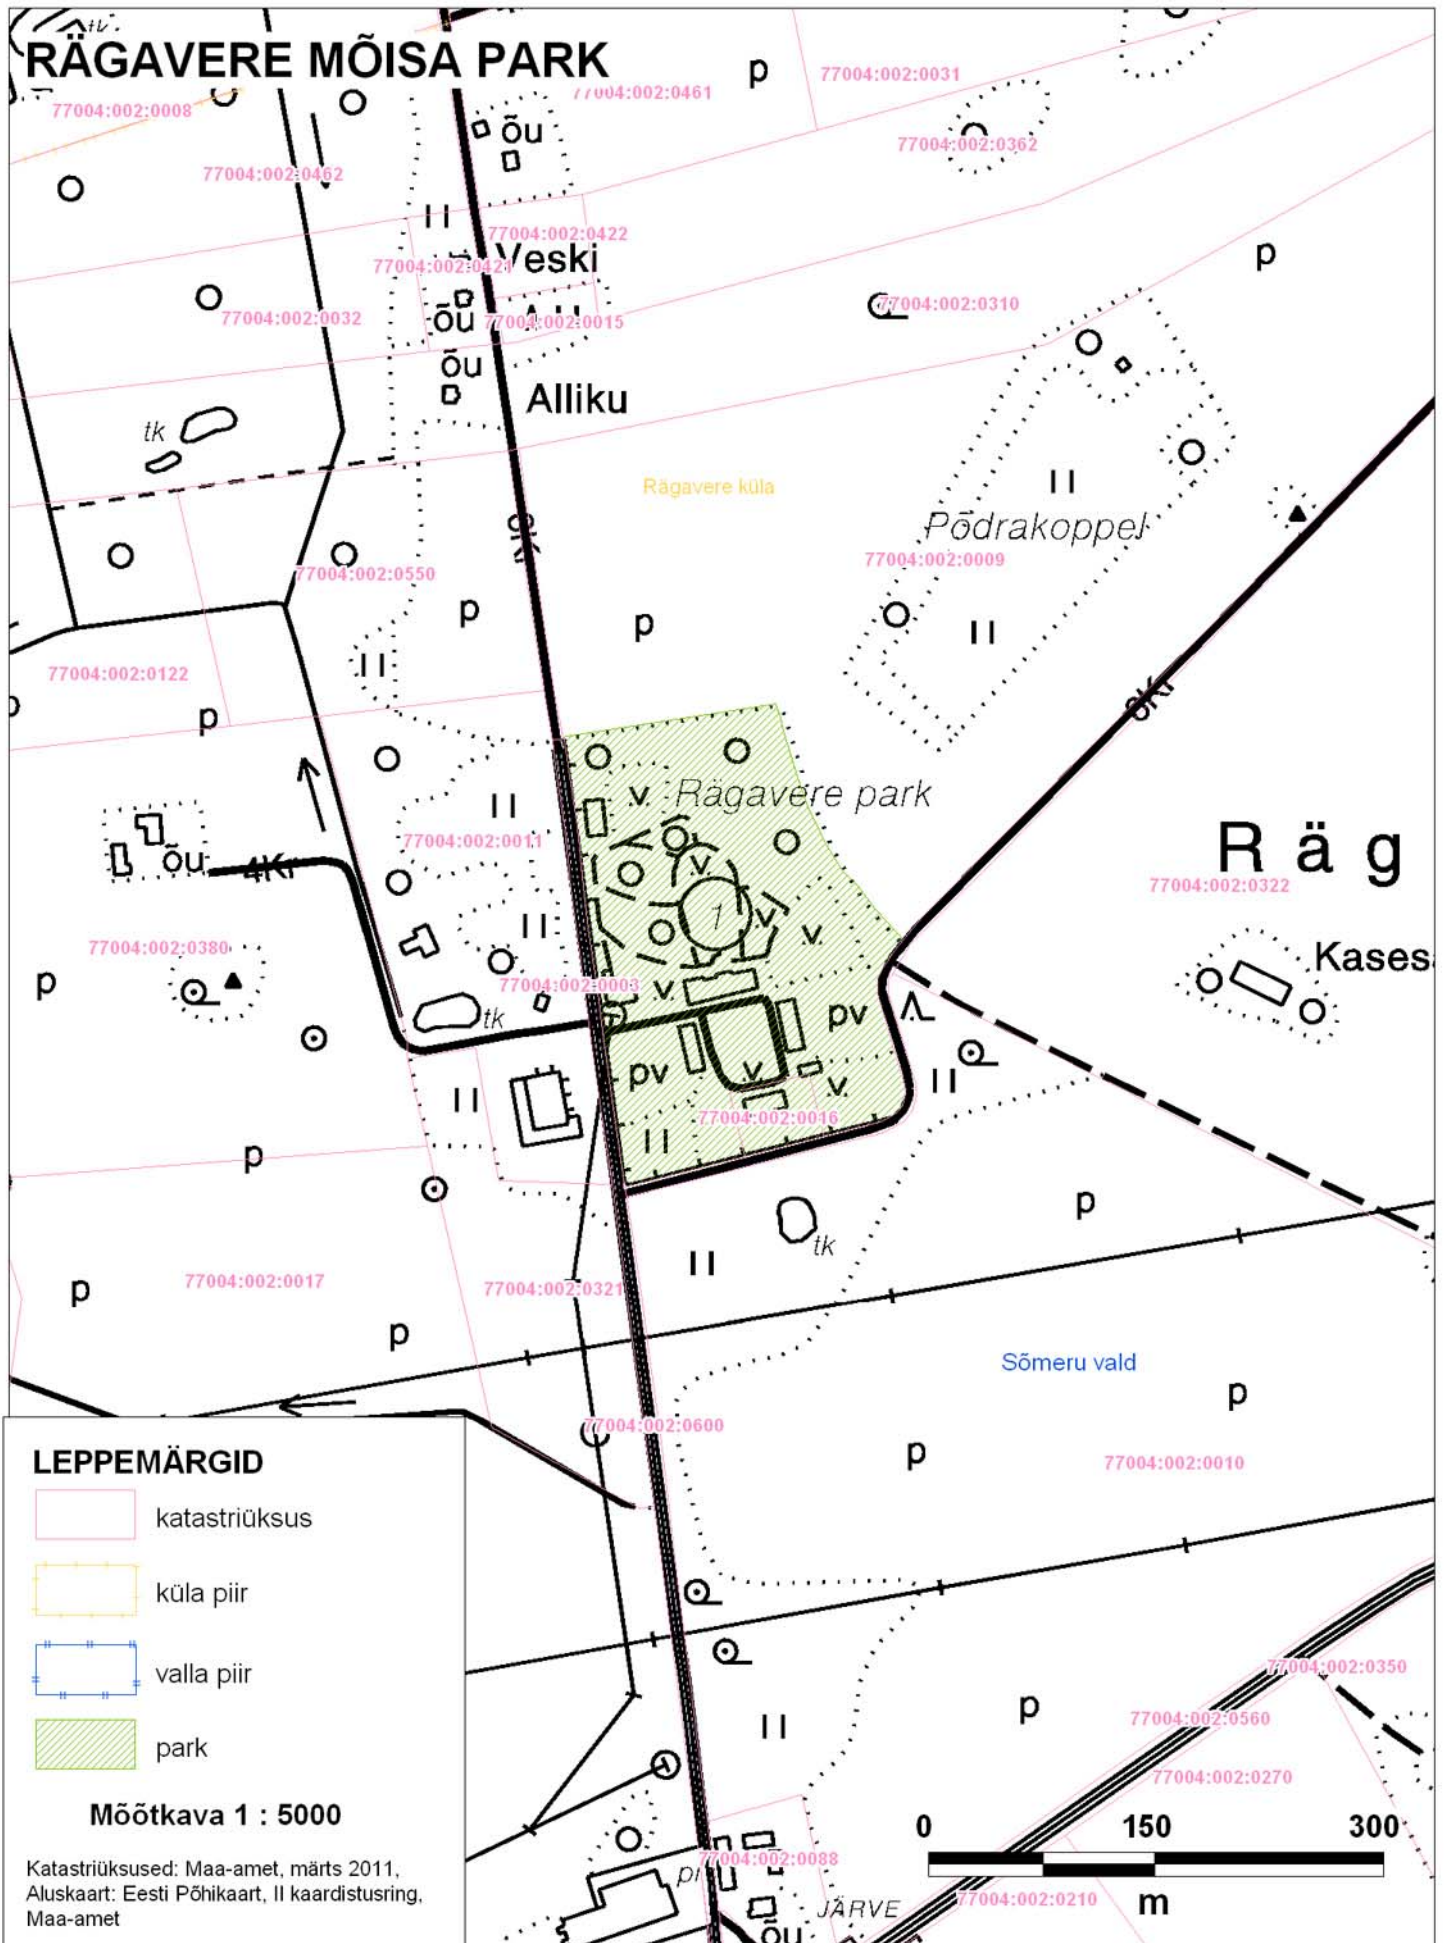 tk
RÄGAVERE MÕISA PARK
p
77004:002:0031
77004:002:0461
77004:002:0008
õu
77004:002:0362
77004:002:0462
77004:002:0422
Veski
p
77004:002:0421
77004:002:0310
77004:002:0032
õu
77004:002:0015
õu
Alliku
tk
Rägavere küla
6Kr
Põdrakoppel
77004:002:0009
77004:002:0550
p
p
77004:002:0122
p
p
6Kr
Rägavere park
v
77004:002:0011
Räg
õu
4Kr
v
77004:002:0322
1
v
v
77004:002:0380
Kases
p
77004:002:0003
v
tk
pv
pv
v
v
77004:002:0016
p
p
tk
77004:002:0017
77004:002:0321
p
p
Sõmeru vald
p
77004:002:0600
p
77004:002:0010
LEPPEMÄRGID
katastriüksus
küla piir
valla piir
park
77004:002:0350
p
77004:002:0560
77004:002:0270
Mõõtkava 1 : 5000
0 150 300
m
Katastriüksused: Maa-amet, märts 2011,
Aluskaart: Eesti Põhikaart, II kaardistusring,
Maa-amet
77004:002:0088
77004:002:0210
JÄRVE
õu